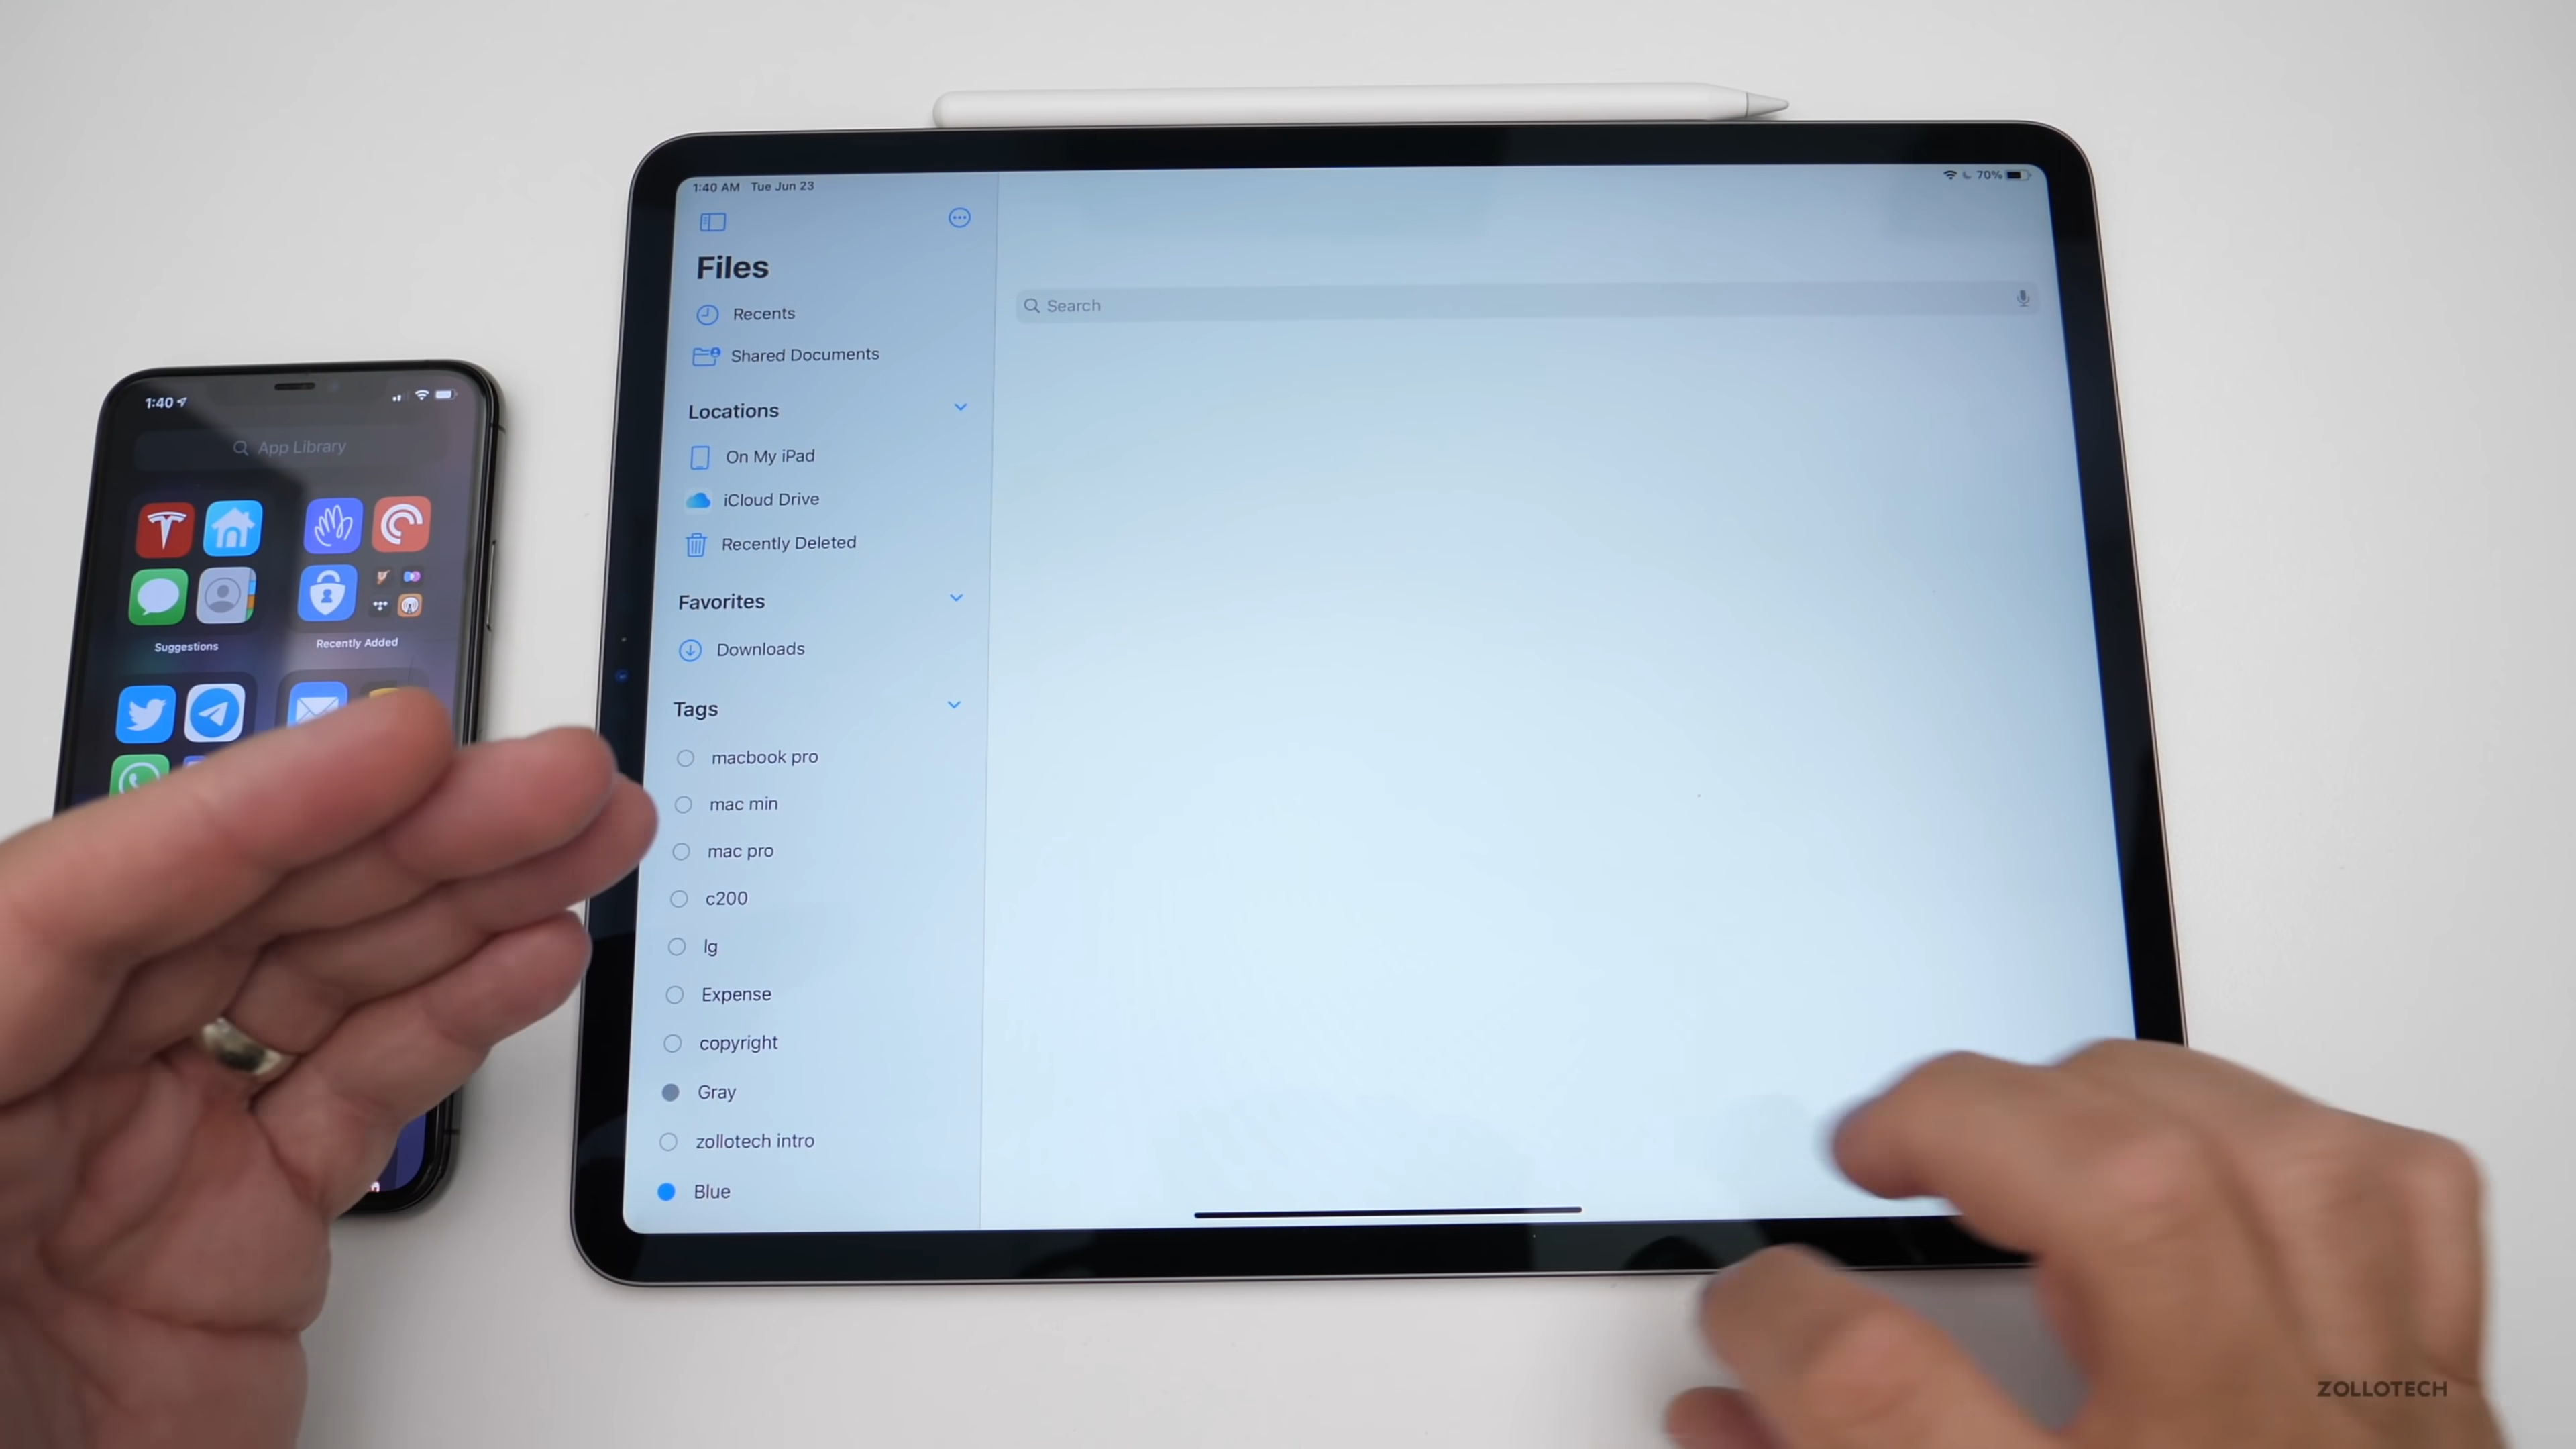 1:40 AM Tue Jun 23
70%
Files
Search
Recents
Shared Documents
Locations
On My iPad
iCloud Drive
Recently Deleted
Favorites
Downloads
Tags
macbook pro
mac min
mac pro
c200
lg
Expense
copyright
Gray
zollotech intro
Blue
1:40
App Library
Suggestions
Recently Added
ZOLLOTECH